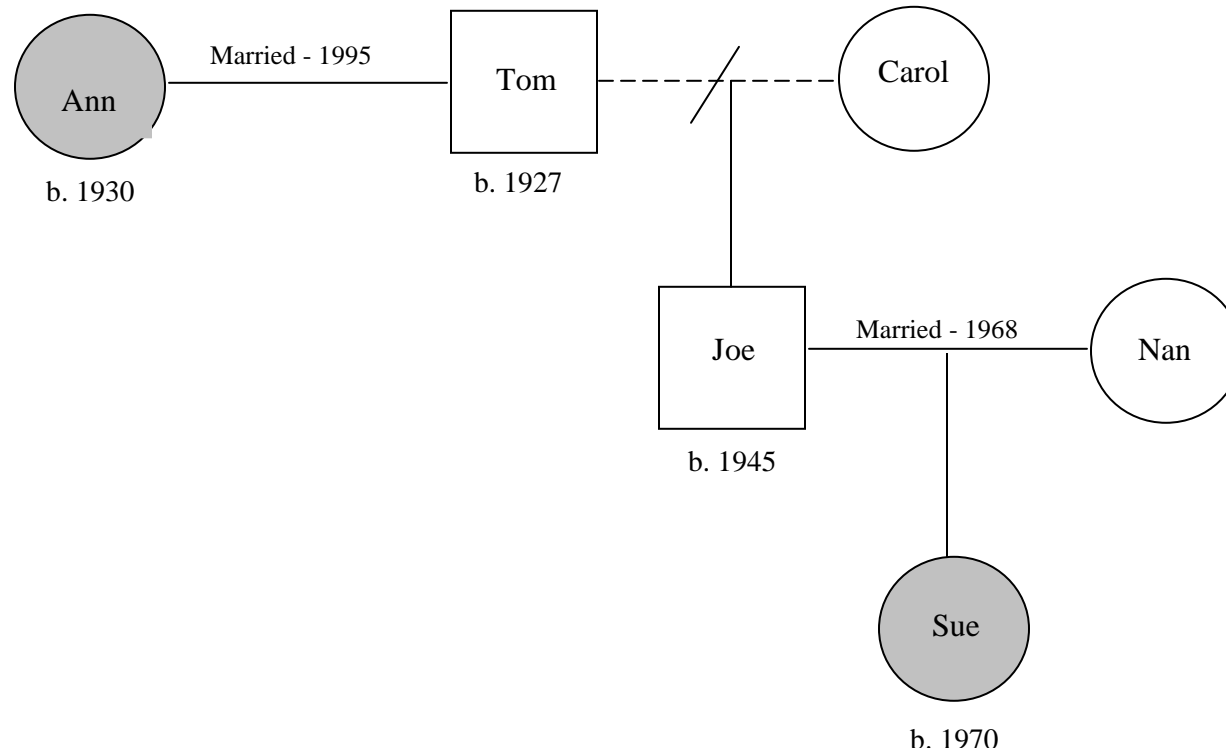 Married - 1995
Ann
Tom
Carol
b. 1930
b. 1927
Joe
Married - 1968
Nan
b. 1945
Sue
b. 1970